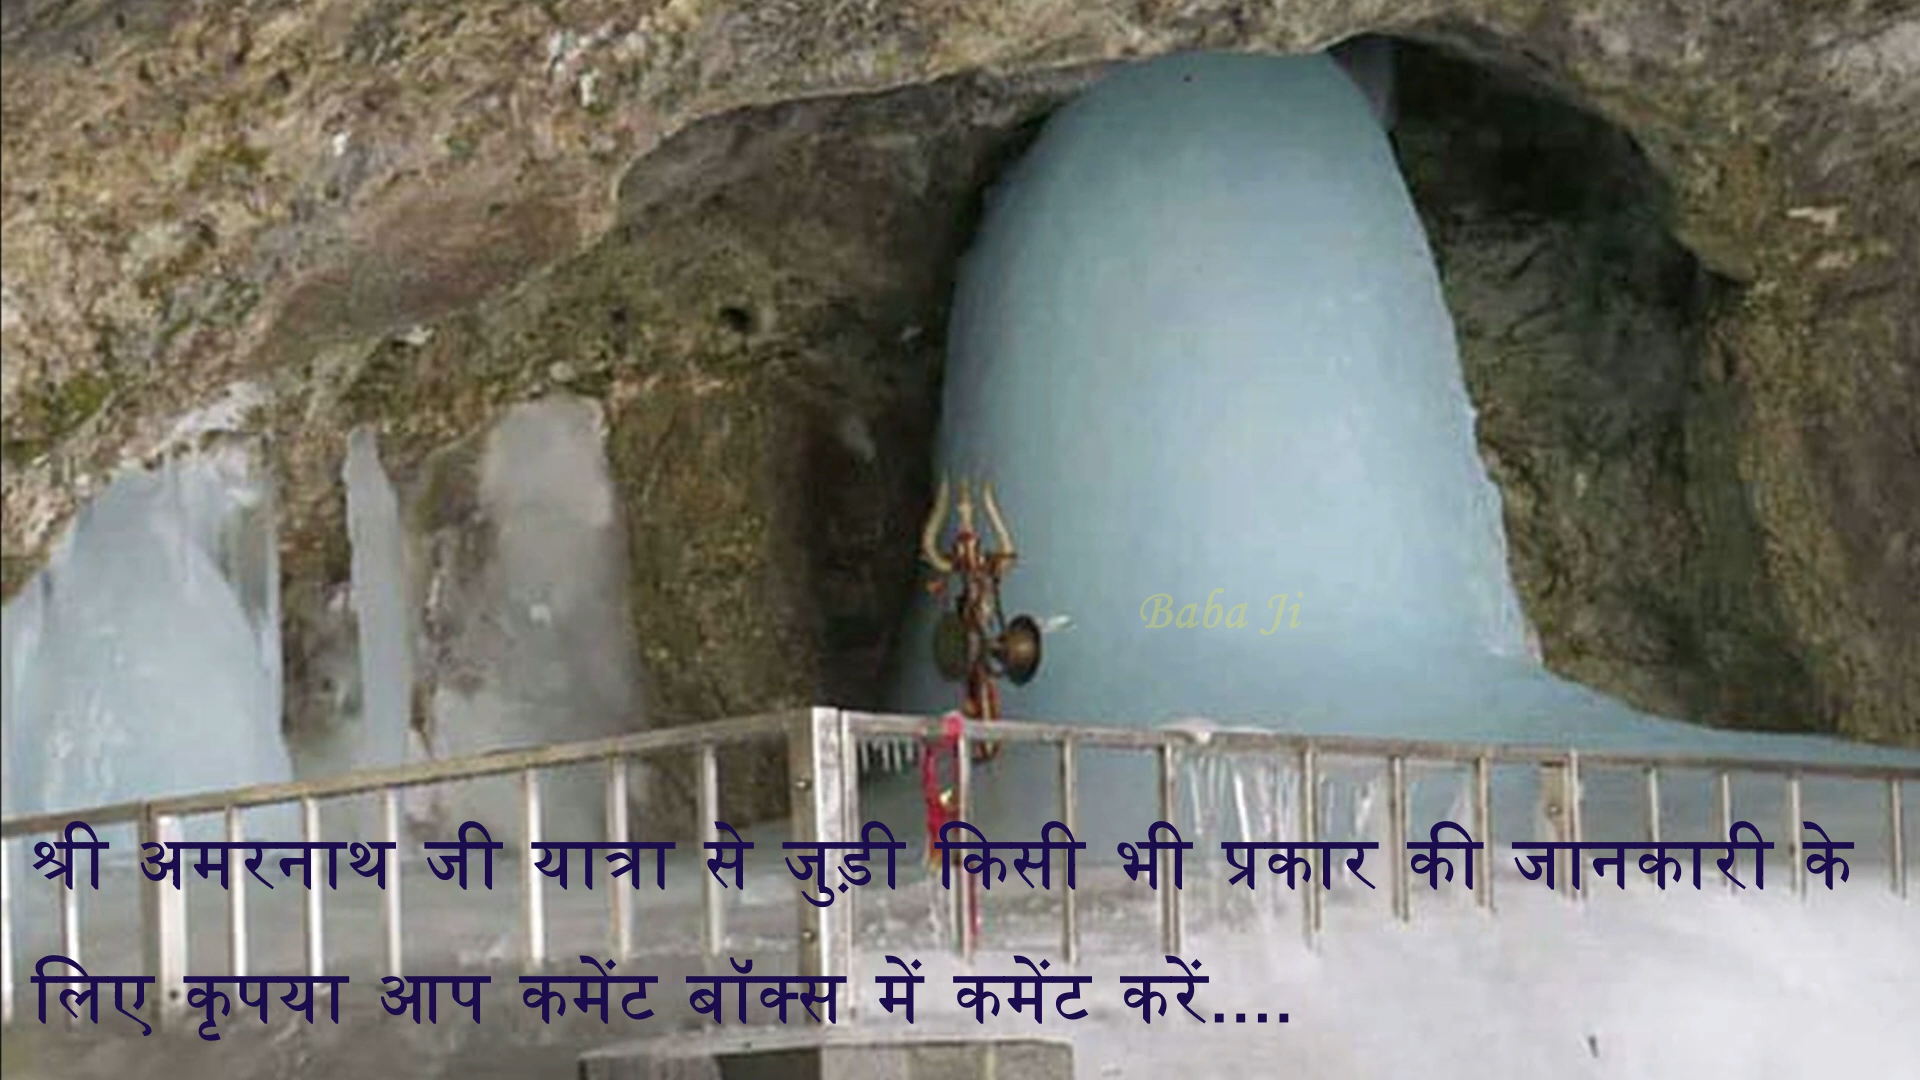 Baba Ji
श्री अमरनाथ जी यात्रा से जुड़ी किसी भी प्रकार की जानकारी के
लिए कृपया आप कमेंट बॉक्स में कमेंट करें....